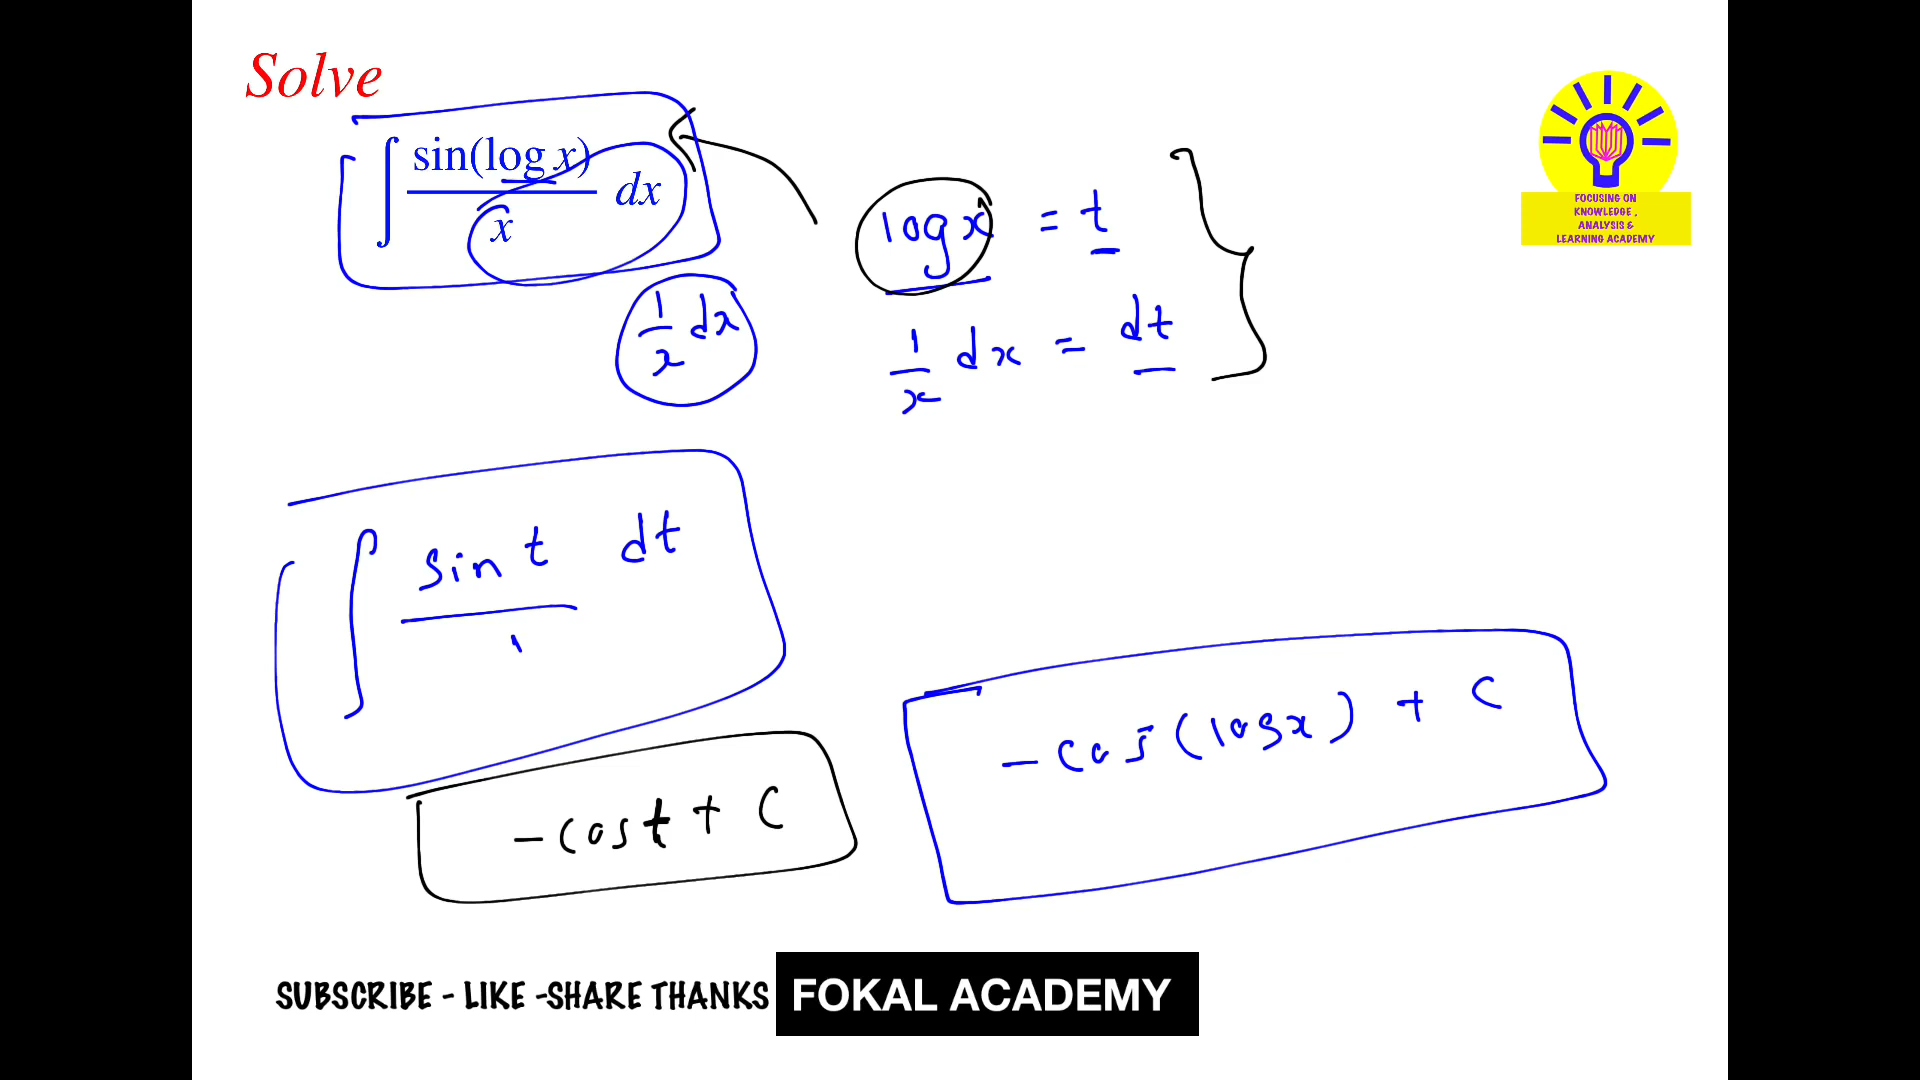 Solve
∫ sin(log x) / x dx
log x = t
1/x dx
1/x dx = dt
∫ sin t / 1 dt
- cos t + C
- cos (log x) + C
FOCUSING ON
KNOWLEDGE ,
ANALYSIS &
LEARNING ACADEMY
SUBSCRIBE - LIKE -SHARE THANKS FOKAL ACADEMY